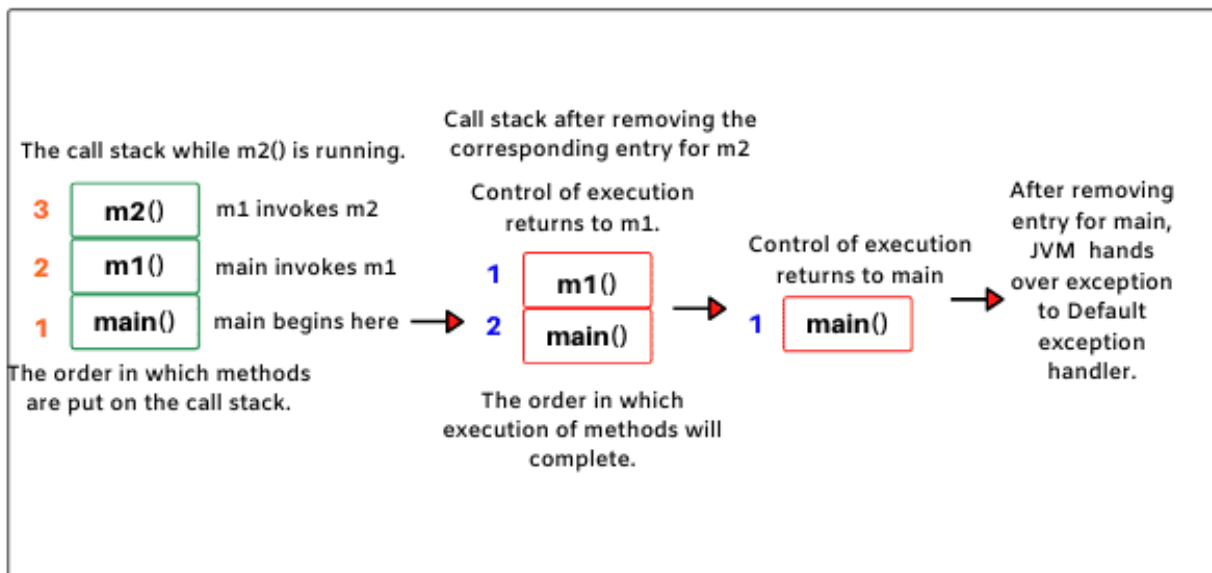 The call stack while m2() is running.
3 m2() m1 invokes m2
2 m1() main invokes m1
1 main() main begins here
The order in which methods
are put on the call stack.
Call stack after removing the
corresponding entry for m2
Control of execution
returns to m1.
1 m1()
2 main()
The order in which
execution of methods will
complete.
Control of execution
returns to main
1 main()
After removing
entry for main,
JVM hands
over exception
to Default
exception
handler.